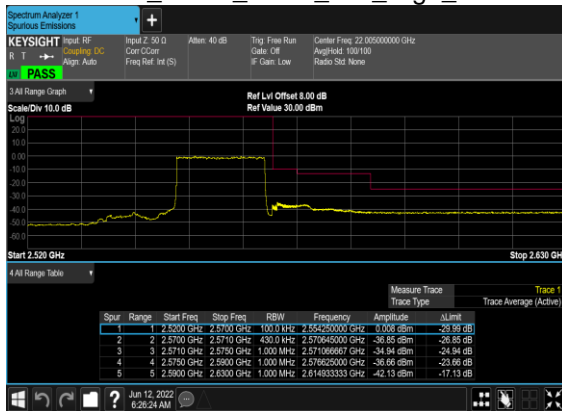 Spectrum Analyzer 1
Spurious Emissions
+
KEYSIGHT Input: RF Input Z: 50 Ω Atten: 40 dB Trig: Free Run Center Freq: 22.005000000 GHz
R T Coupling: DC Corr CCorr Gate: Off Avg|Hold: 100/100
Align: Auto Freq Ref: Int (S) IF Gain: Low Radio Std: None
PASS
3 All Range Graph
Ref Lvl Offset 8.00 dB
Scale/Div 10.0 dB Ref Value 30.00 dBm
Log
20.0
10.0
0.00
-10.0
-20.0
-30.0
-40.0
-50.0
-60.0
Start 2.520 GHz Stop 2.630 GH
4 All Range Table
Measure Trace Trace 1
Trace Type Trace Average (Active)
Spur Range Start Freq Stop Freq RBW Frequency Amplitude ΔLimit
1 1 2.5200 GHz 2.5700 GHz 100.0 kHz 2.554250000 GHz 0.008 dBm -29.99 dB
2 2 2.5700 GHz 2.5710 GHz 430.0 kHz 2.570645000 GHz -36.85 dBm -26.85 dB
3 3 2.5710 GHz 2.5750 GHz 1.000 MHz 2.571066667 GHz -34.94 dBm -24.94 dB
4 4 2.5750 GHz 2.5900 GHz 1.000 MHz 2.576625000 GHz -36.66 dBm -23.66 dB
5 5 2.5900 GHz 2.6300 GHz 1.000 MHz 2.614933333 GHz -42.13 dBm -17.13 dB
?
Jun 12, 2022
6:26:24 AM